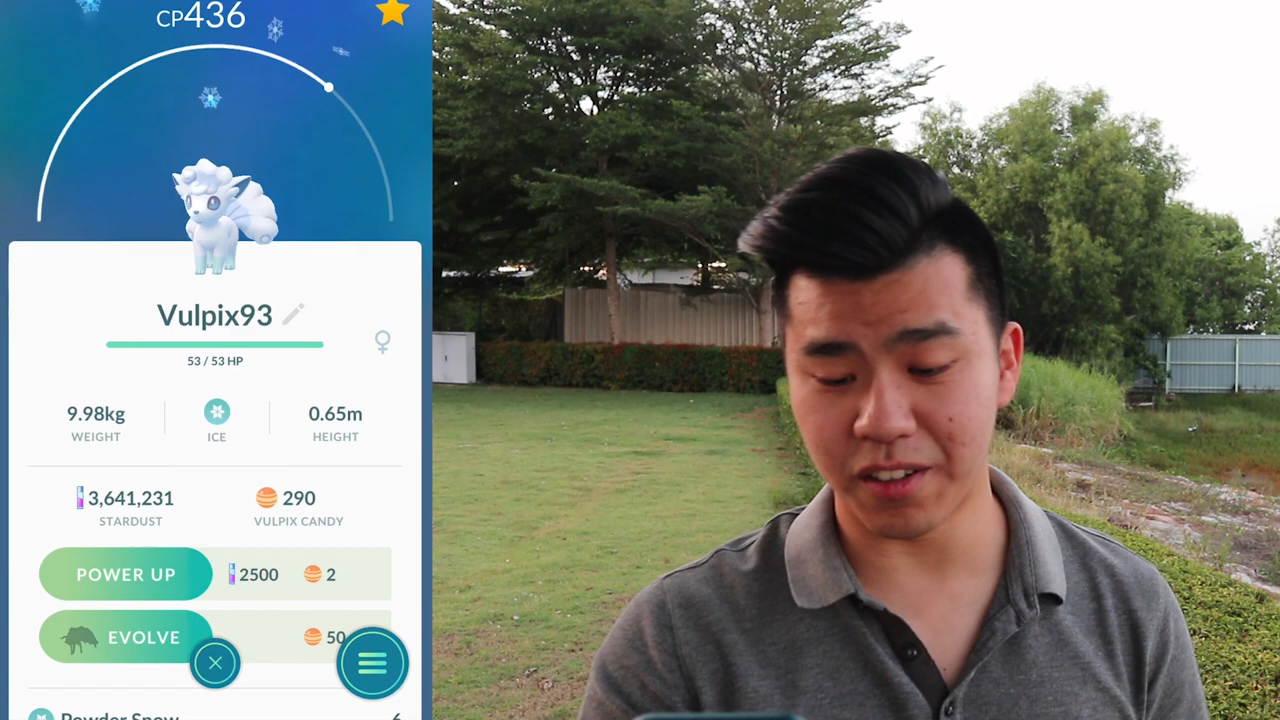 CP436
Vulpix93
53 / 53 HP
9.98kg
WEIGHT
ICE
0.65m
HEIGHT
3,641,231
STARDUST
290
VULPIX CANDY
POWER UP 2500 2
EVOLVE 50
Powder Snow 6